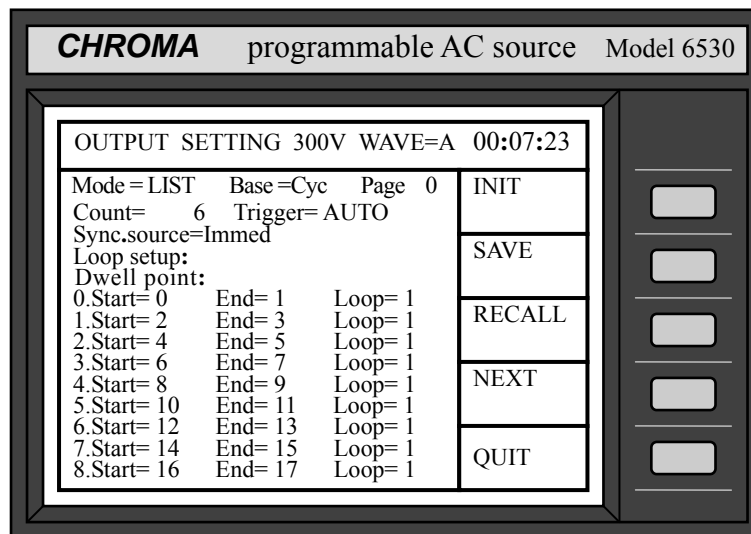 CHROMA programmable AC source Model 6530
OUTPUT SETTING 300V WAVE=A 00:07:23
Mode = LIST Base =Cyc Page 0
Count= 6 Trigger= AUTO
Sync.source=Immed
Loop setup:
Dwell point:
0.Start= 0 End= 1 Loop= 1
1.Start= 2 End= 3 Loop= 1
2.Start= 4 End= 5 Loop= 1
3.Start= 6 End= 7 Loop= 1
4.Start= 8 End= 9 Loop= 1
5.Start= 10 End= 11 Loop= 1
6.Start= 12 End= 13 Loop= 1
7.Start= 14 End= 15 Loop= 1
8.Start= 16 End= 17 Loop= 1
INIT
SAVE
RECALL
NEXT
QUIT